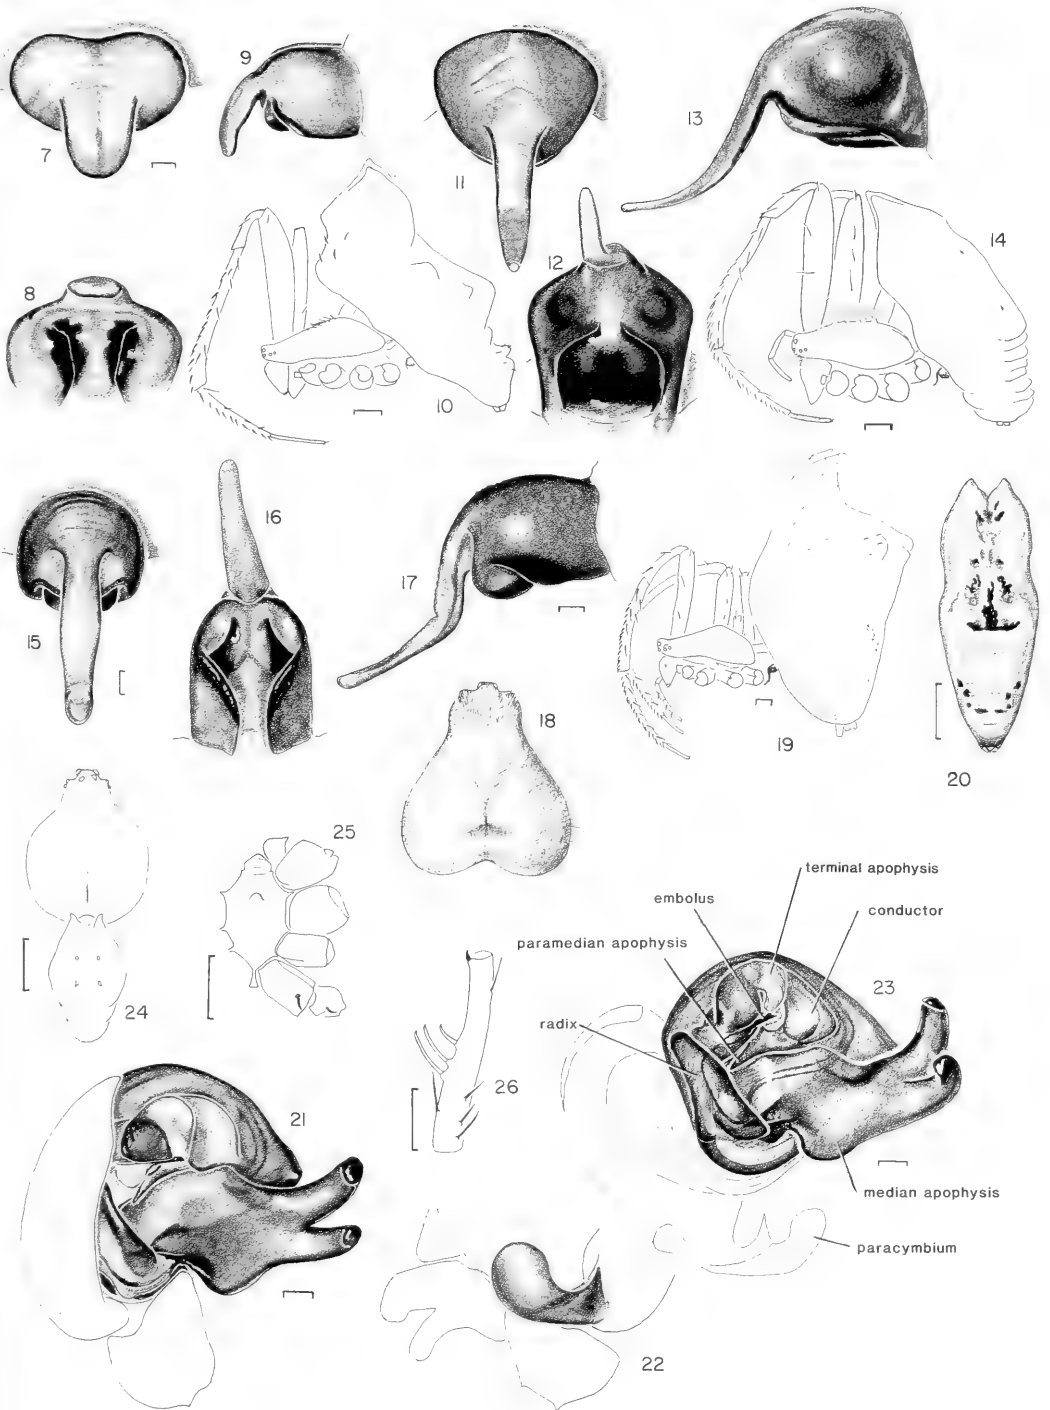 7
9
11
13
8
10
12
14
15
16
17
18
19
20
24
25
26
terminal apophysis
embolus
conductor
paramedian apophysis
23
radix
21
median apophysis
paracymbium
22